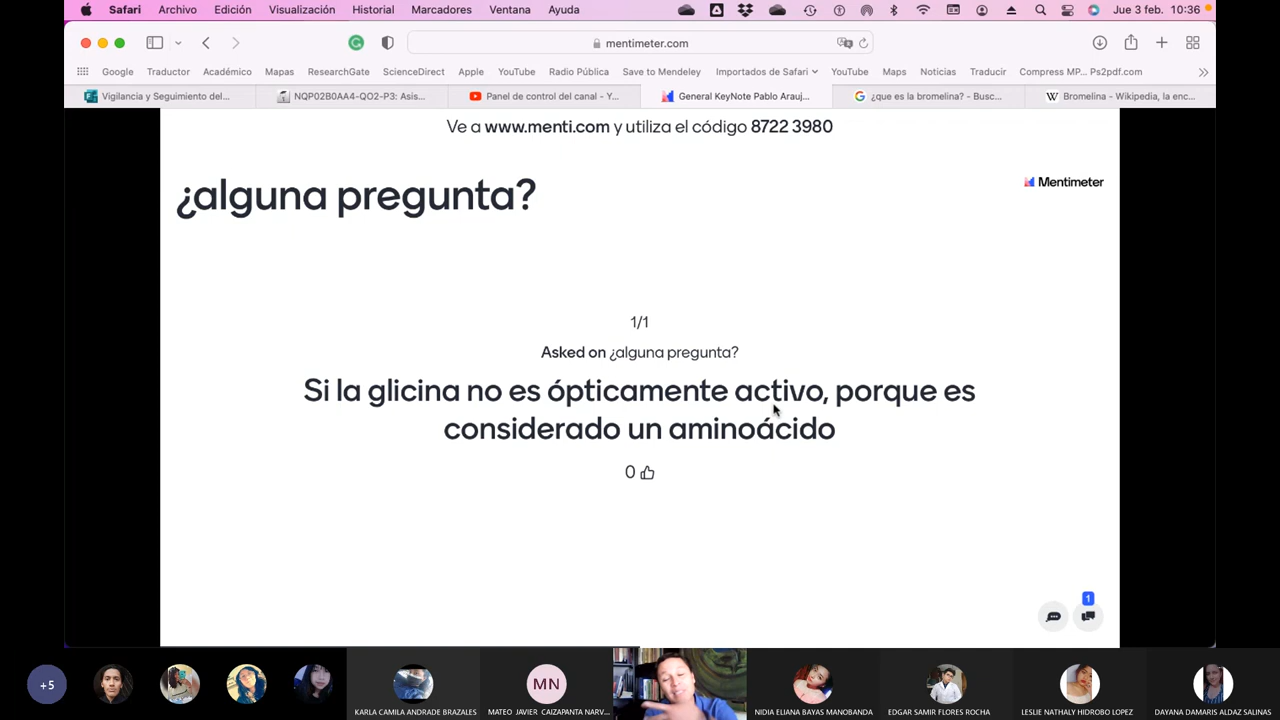 Safari Archivo Edición Visualización Historial Marcadores Ventana Ayuda Jue 3 feb. 10:36
mentimeter.com
Google Traductor Académico Mapas ResearchGate ScienceDirect Apple YouTube Radio Pública Save to Mendeley Importados de Safari YouTube Maps Noticias Traducir Compress MP... Ps2pdf.com
Vigilancia y Seguimiento del... NQP02B0AA4-QO2-P3: Asis... Panel de control del canal - Y... General KeyNote Pablo Arauj... ¿que es la bromelina? - Busc... Bromelina - Wikipedia, la enc...
Ve a www.menti.com y utiliza el código 8722 3980
¿alguna pregunta?
Mentimeter
1/1
Asked on ¿alguna pregunta?
Si la glicina no es ópticamente activo, porque es
considerado un aminoácido
0
1
+5
MN
KARLA CAMILA ANDRADE BRAZALES
MATEO JAVIER CAIZAPANTA NARV...
NIDIA ELIANA BAYAS MANOBANDA
EDGAR SAMIR FLORES ROCHA
LESLIE NATHALY HIDROBO LOPEZ
DAYANA DAMARIS ALDAZ SALINAS